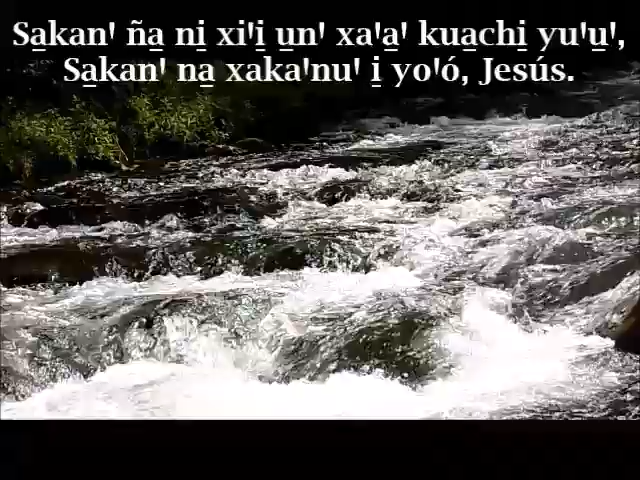 Sa̱kanꞌ ña̱ ni̱ xiꞌi̱ u̱nꞌ xaꞌa̱ꞌ kua̱chi̱ yuꞌu̱ꞌ,
Sa̱kanꞌ na̱ xakaꞌnuꞌ i̱ yoꞌó, Jesús.